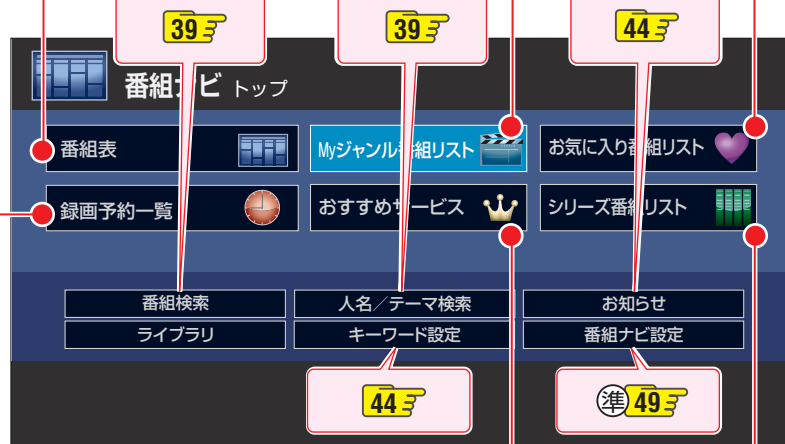 39
39
44
番組ナビ トップ
番組表
Myジャンル番組リスト
お気に入り番組リスト
録画予約一覧
おすすめサービス
シリーズ番組リスト
番組検索
人名／テーマ検索
お知らせ
ライブラリ
キーワード設定
番組ナビ設定
44
準 49